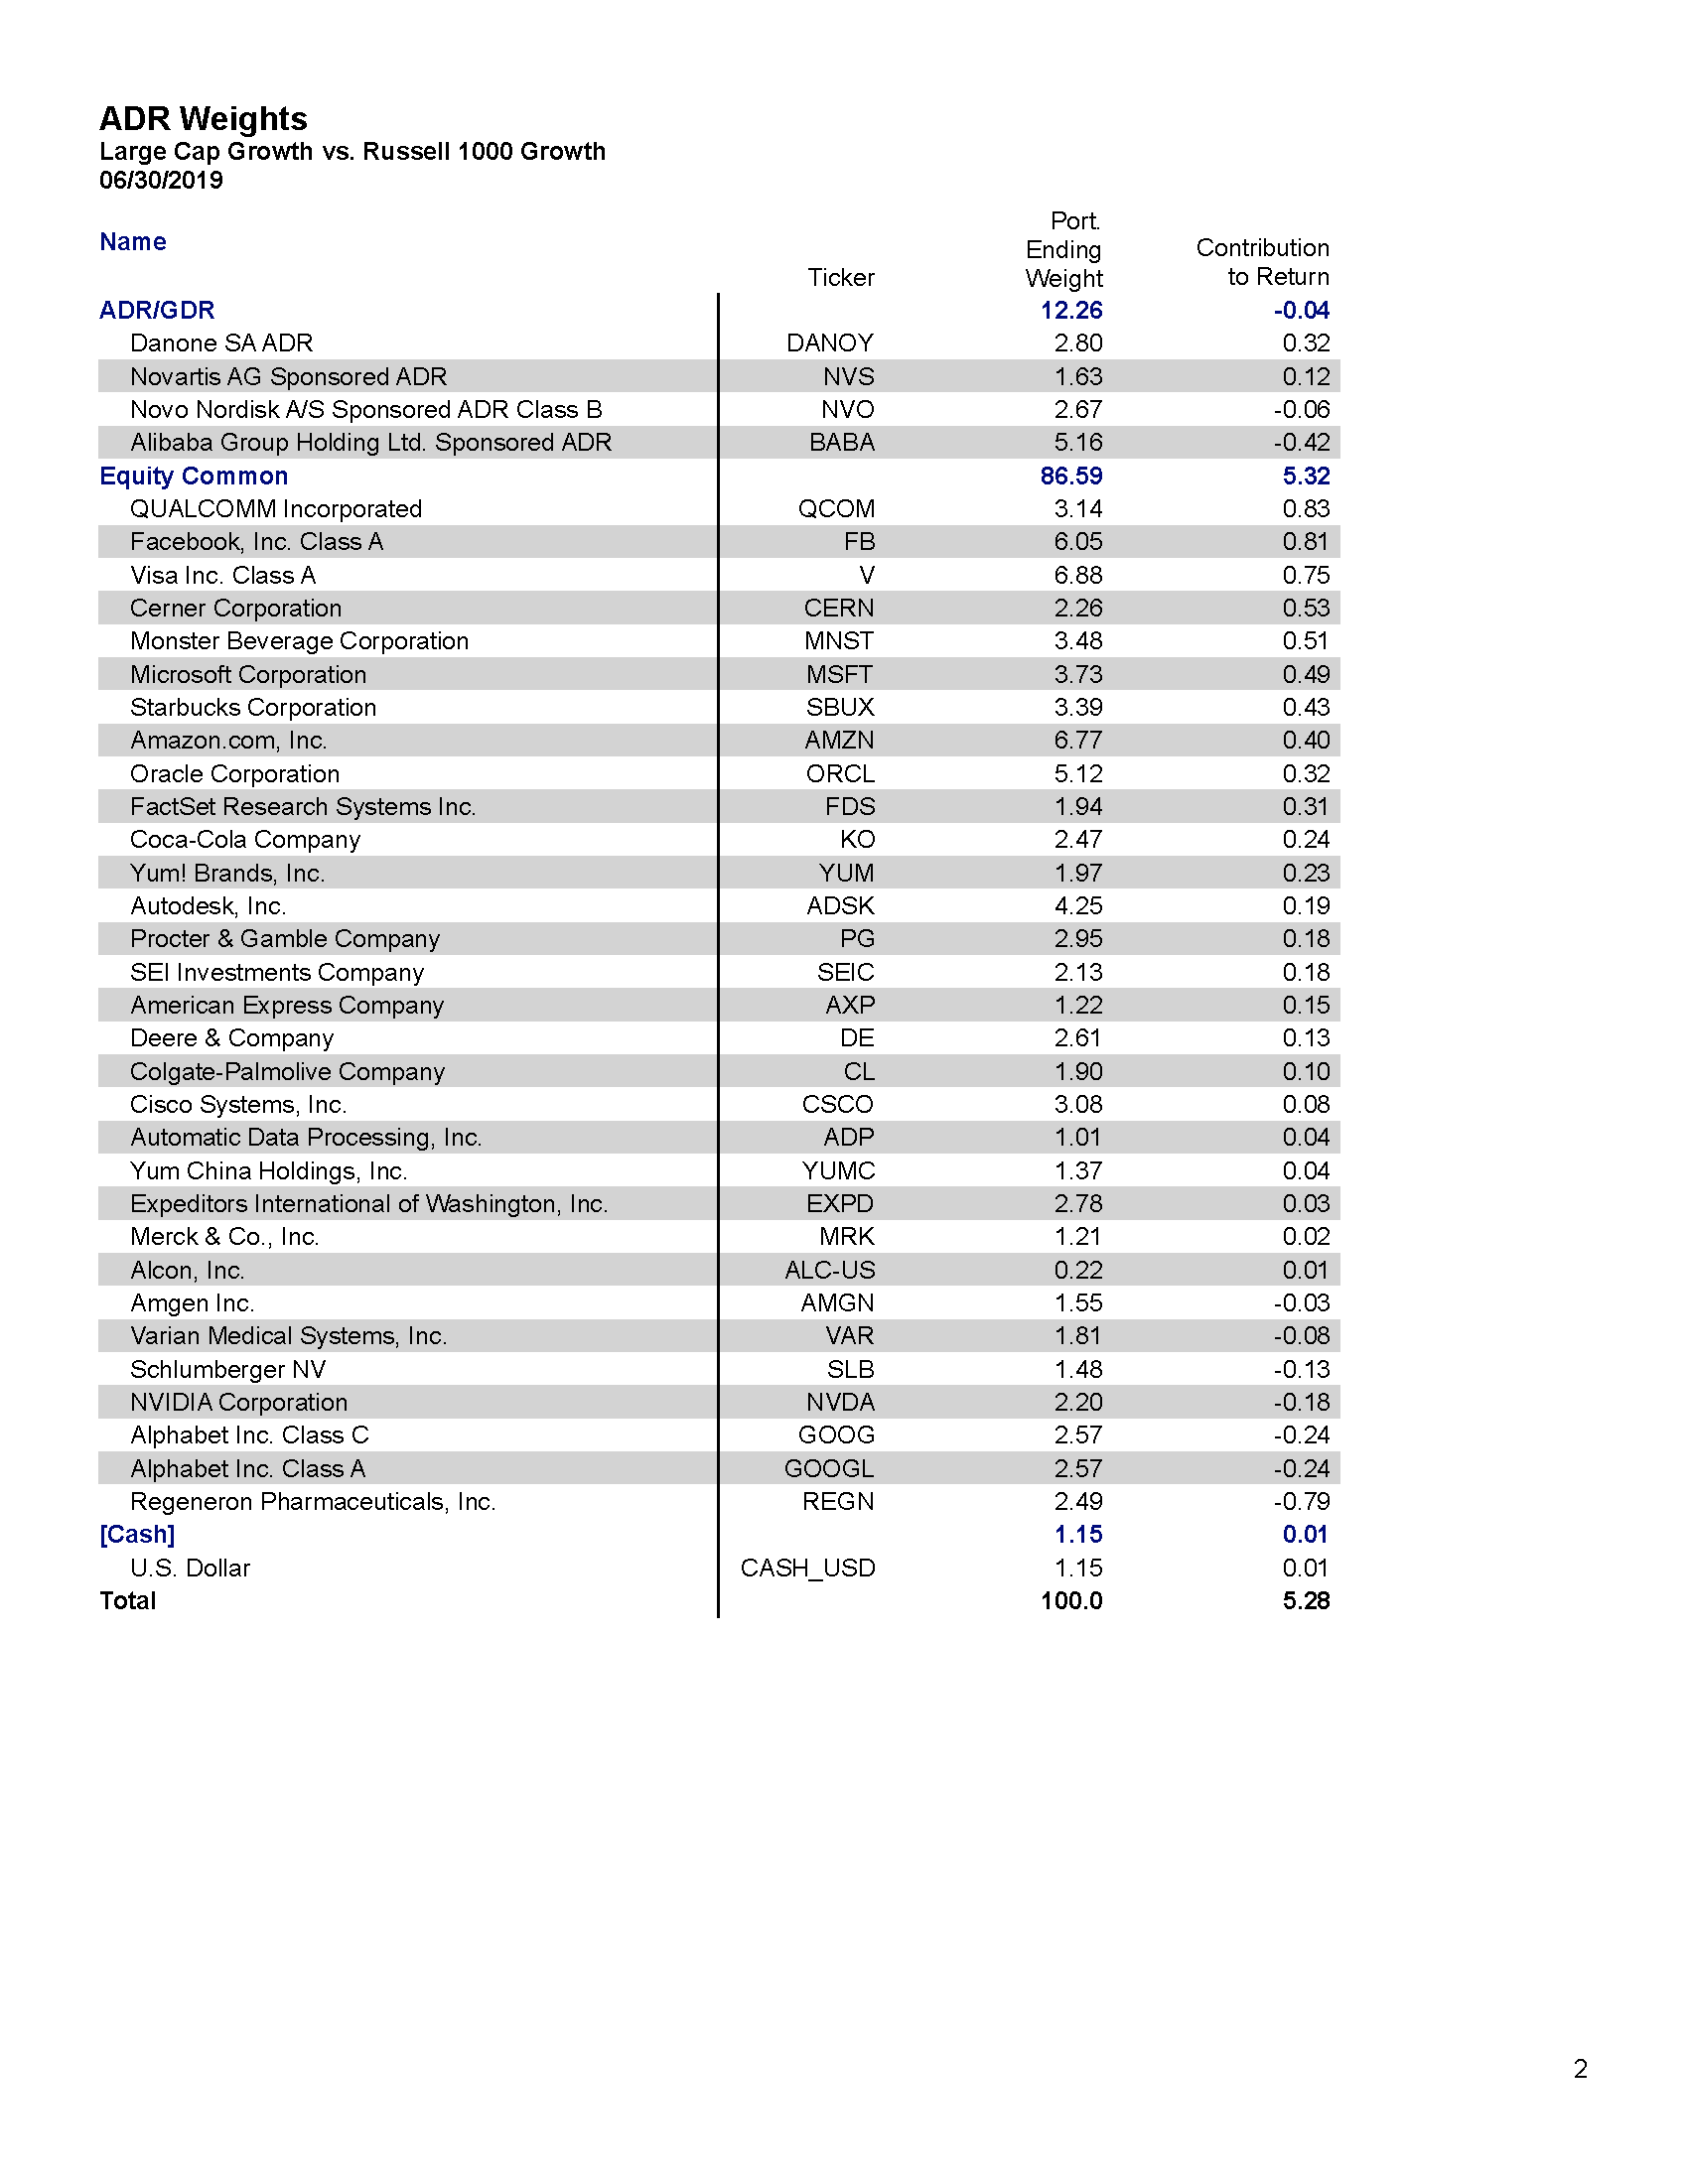 ADR Weights
Large Cap Growth vs. Russell 1000 Growth
06/30/2019
Name Ticker Port. Ending Weight Contribution to Return
ADR/GDR 12.26 -0.04
Danone SA ADR DANOY 2.80 0.32
Novartis AG Sponsored ADR NVS 1.63 0.12
Novo Nordisk A/S Sponsored ADR Class B NVO 2.67 -0.06
Alibaba Group Holding Ltd. Sponsored ADR BABA 5.16 -0.42
Equity Common 86.59 5.32
QUALCOMM Incorporated QCOM 3.14 0.83
Facebook, Inc. Class A FB 6.05 0.81
Visa Inc. Class A V 6.88 0.75
Cerner Corporation CERN 2.26 0.53
Monster Beverage Corporation MNST 3.48 0.51
Microsoft Corporation MSFT 3.73 0.49
Starbucks Corporation SBUX 3.39 0.43
Amazon.com, Inc. AMZN 6.77 0.40
Oracle Corporation ORCL 5.12 0.32
FactSet Research Systems Inc. FDS 1.94 0.31
Coca-Cola Company KO 2.47 0.24
Yum! Brands, Inc. YUM 1.97 0.23
Autodesk, Inc. ADSK 4.25 0.19
Procter & Gamble Company PG 2.95 0.18
SEI Investments Company SEIC 2.13 0.18
American Express Company AXP 1.22 0.15
Deere & Company DE 2.61 0.13
Colgate-Palmolive Company CL 1.90 0.10
Cisco Systems, Inc. CSCO 3.08 0.08
Automatic Data Processing, Inc. ADP 1.01 0.04
Yum China Holdings, Inc. YUMC 1.37 0.04
Expeditors International of Washington, Inc. EXPD 2.78 0.03
Merck & Co., Inc. MRK 1.21 0.02
Alcon, Inc. ALC-US 0.22 0.01
Amgen Inc. AMGN 1.55 -0.03
Varian Medical Systems, Inc. VAR 1.81 -0.08
Schlumberger NV SLB 1.48 -0.13
NVIDIA Corporation NVDA 2.20 -0.18
Alphabet Inc. Class C GOOG 2.57 -0.24
Alphabet Inc. Class A GOOGL 2.57 -0.24
Regeneron Pharmaceuticals, Inc. REGN 2.49 -0.79
[Cash] 1.15 0.01
U.S. Dollar CASH_USD 1.15 0.01
Total 100.0 5.28
2